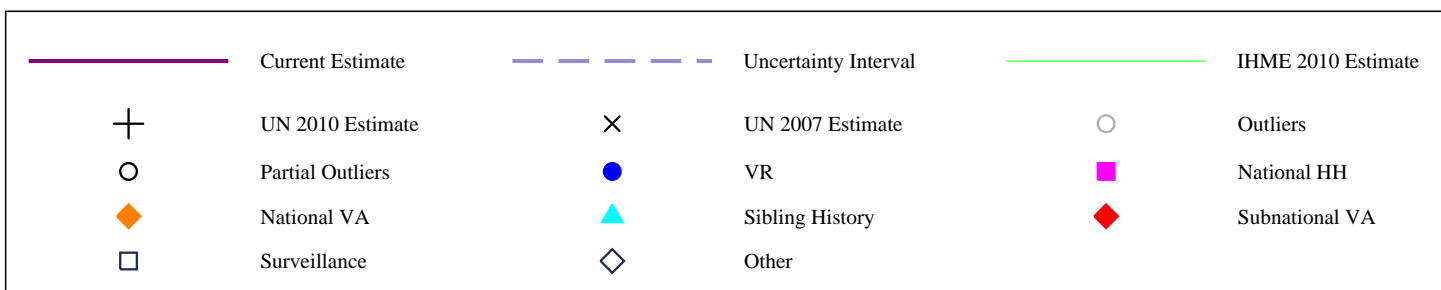 Current Estimate Uncertainty Interval IHME 2010 Estimate
UN 2010 Estimate UN 2007 Estimate Outliers
Partial Outliers VR National HH
National VA Sibling History Subnational VA
Surveillance Other